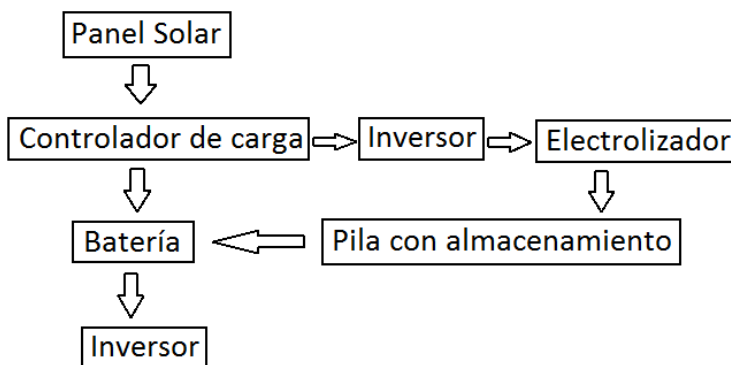 Panel Solar
Controlador de carga
Inversor
Electrolizador
Batería
Pila con almacenamiento
Inversor